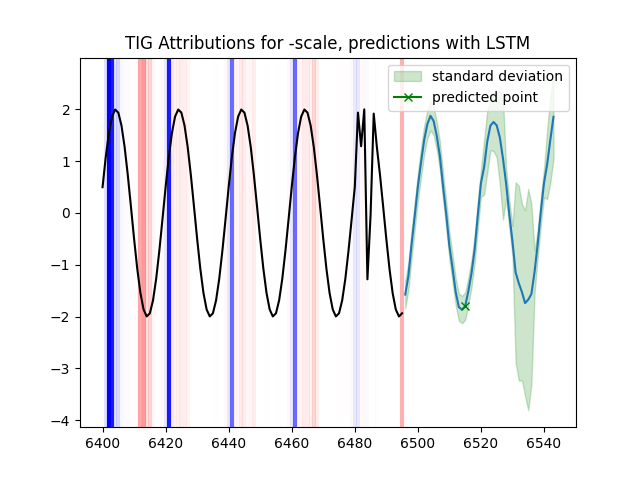 TIG Attributions for -scale, predictions with LSTM
standard deviation
predicted point
2
1
0
−1
−2
−3
−4
6400 6420 6440 6460 6480 6500 6520 6540